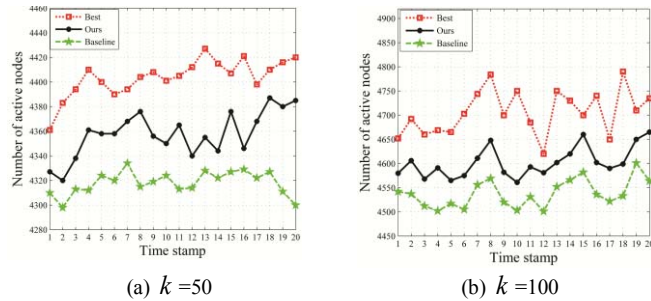 Best
Ours
Baseline
Number of active nodes
4460
4440
4420
4400
4380
4360
4340
4320
4300
4280
1 2 3 4 5 6 7 8 9 10 11 12 13 14 15 16 17 18 19 20
Time stamp
(a) k =50
Best
Ours
Baseline
Number of active nodes
4900
4850
4800
4750
4700
4650
4600
4550
4500
4450
1 2 3 4 5 6 7 8 9 10 11 12 13 14 15 16 17 18 19 20
Time stamp
(b) k =100